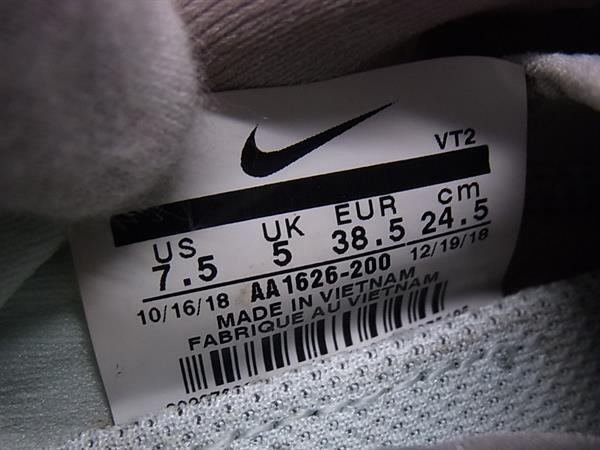 VT2
US UK EUR cm
7.5 5 38.5 24.5
10/16/18 AA1626-200 12/19/18
MADE IN VIETNAM
FABRIQUE AU VIETNAM